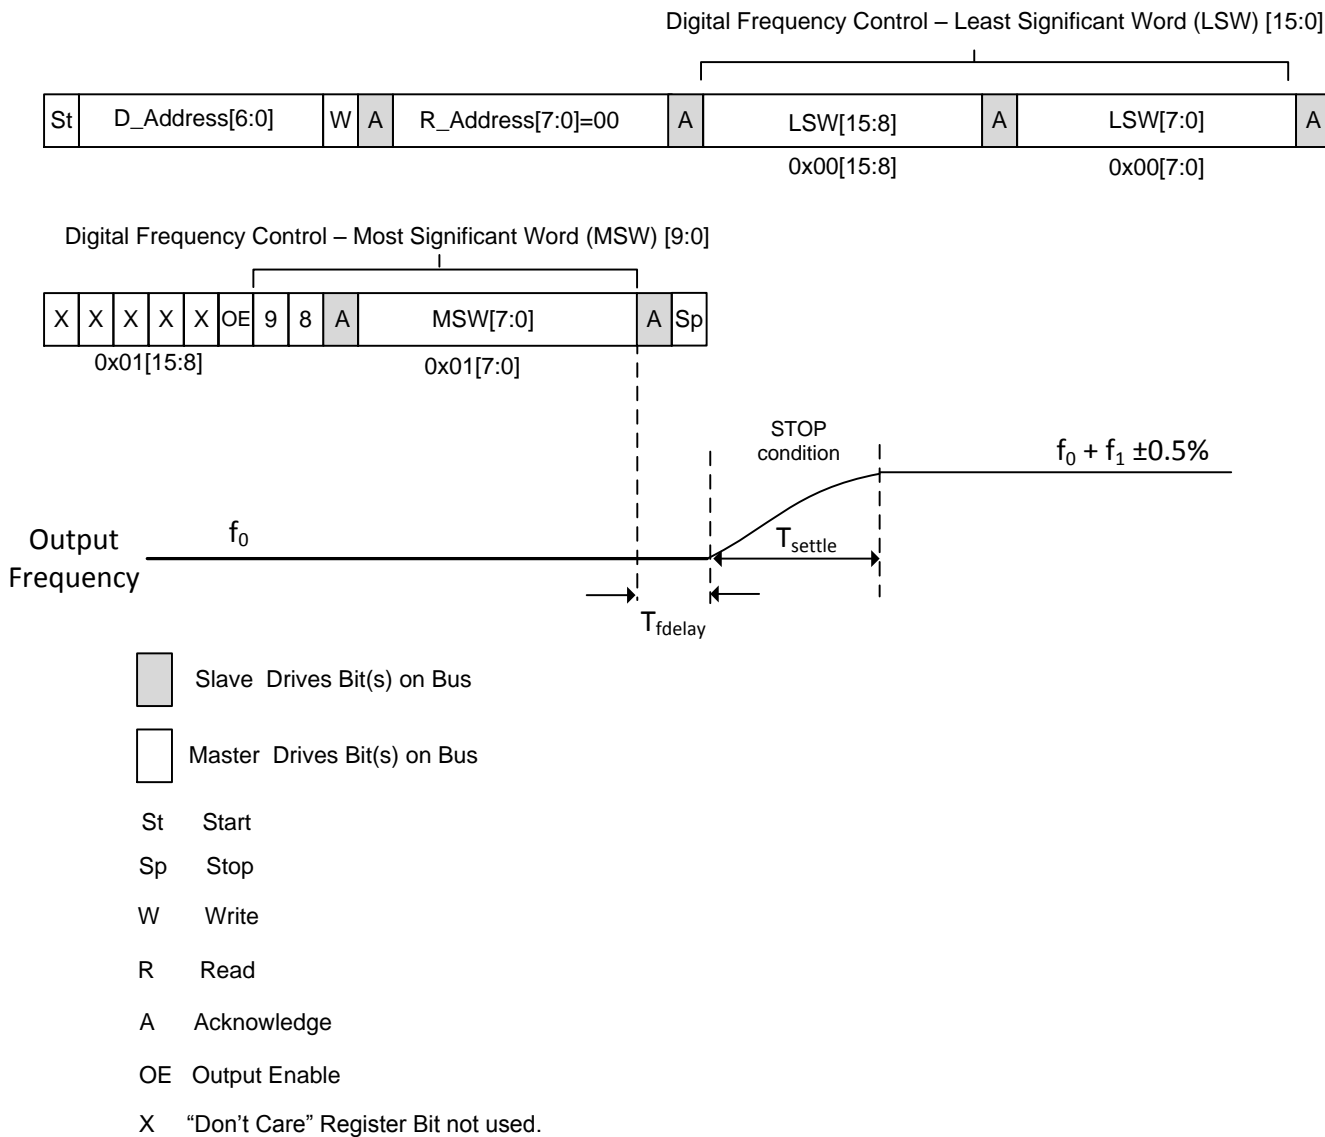 Digital Frequency Control – Least Significant Word (LSW) [15:0]
St D_Address[6:0] W A R_Address[7:0]=00 A LSW[15:8] A LSW[7:0] A
0x00[15:8] 0x00[7:0]
Digital Frequency Control – Most Significant Word (MSW) [9:0]
X X X X X OE 9 8 A MSW[7:0] A Sp
0x01[15:8] 0x01[7:0]
STOP
condition
f0 + f1 ±0.5%
Output
Frequency
f0
Tsettle
Tfdelay
Slave Drives Bit(s) on Bus
Master Drives Bit(s) on Bus
St Start
Sp Stop
W Write
R Read
A Acknowledge
OE Output Enable
X “Don’t Care” Register Bit not used.